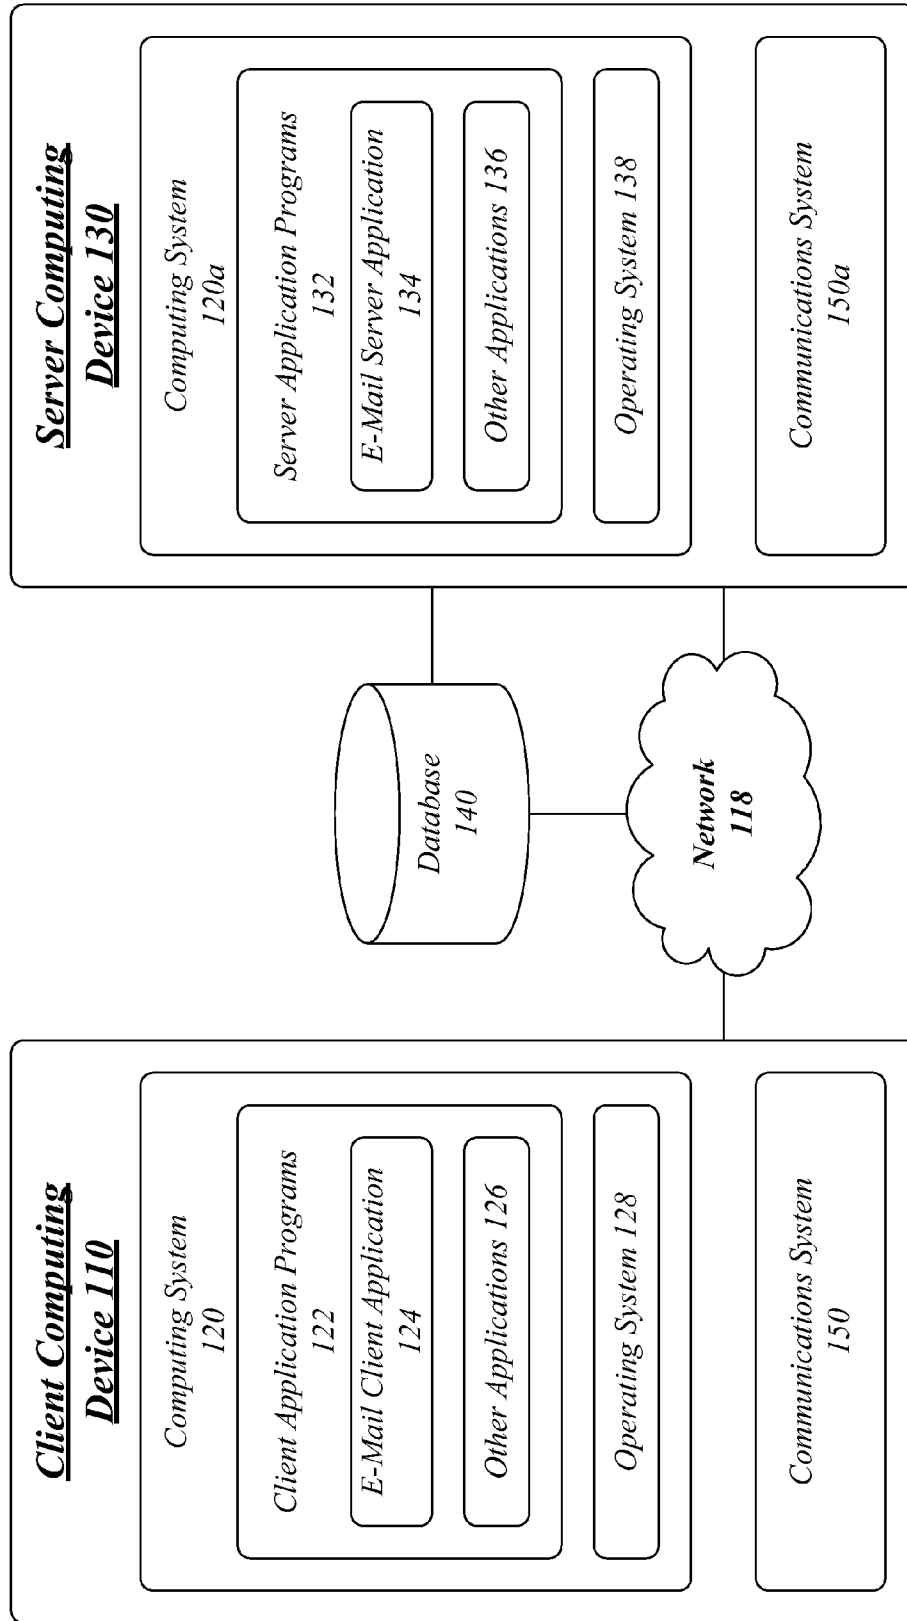 Client Computing
Device 110
Computing System
120
Client Application Programs
122
E-Mail Client Application
124
Other Applications 126
Operating System 128
Communications System
150
Database
140
Network
118
Server Computing
Device 130
Computing System
120a
Server Application Programs
132
E-Mail Server Application
134
Other Applications 136
Operating System 138
Communications System
150a